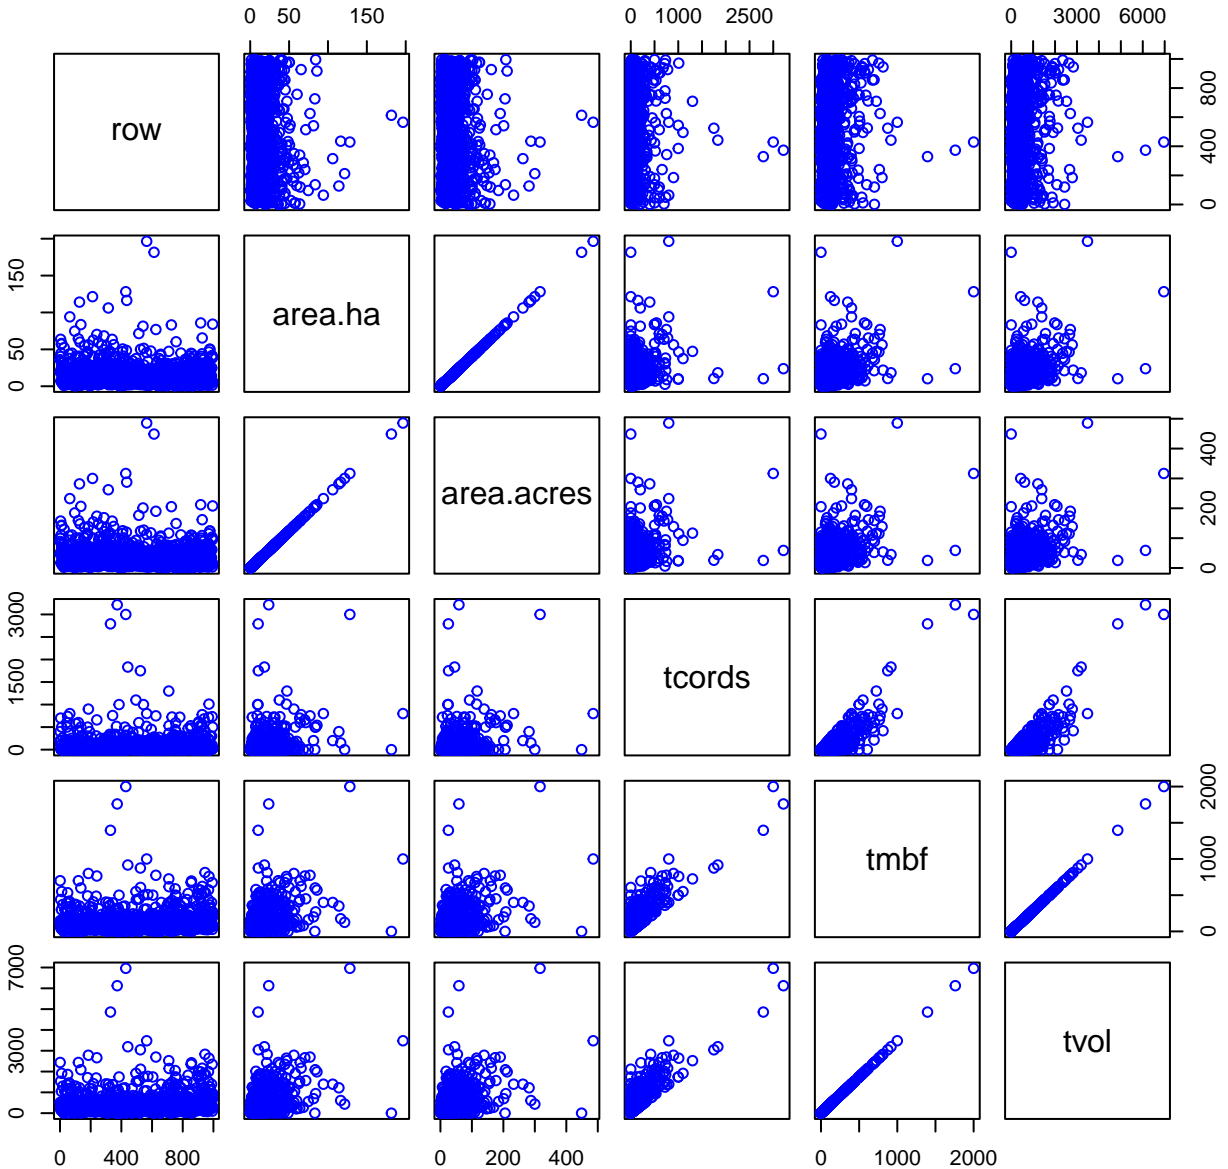 0 50 150 0 1000 2500 0 3000 6000
row 0 400 800
0 50 150 area.ha
area.acres 0 200 400
0 1500 3000 tcords
tmbf 0 1000 2000
0 3000 7000 tvol
0 400 800 0 200 400 0 1000 2000